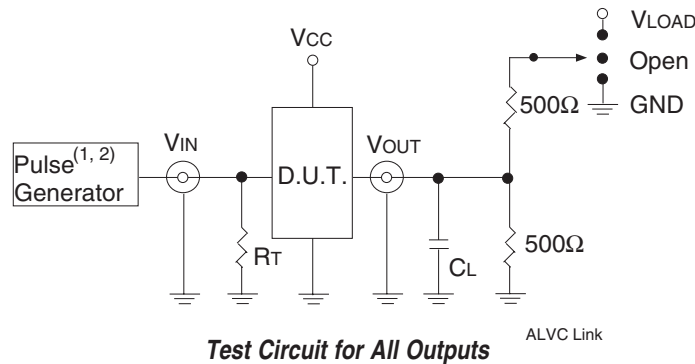 VLOAD
VCC
Open
500Ω
GND
VIN
VOUT
Pulse(1, 2)
Generator
D.U.T.
RT
CL
500Ω
ALVC Link
Test Circuit for All Outputs